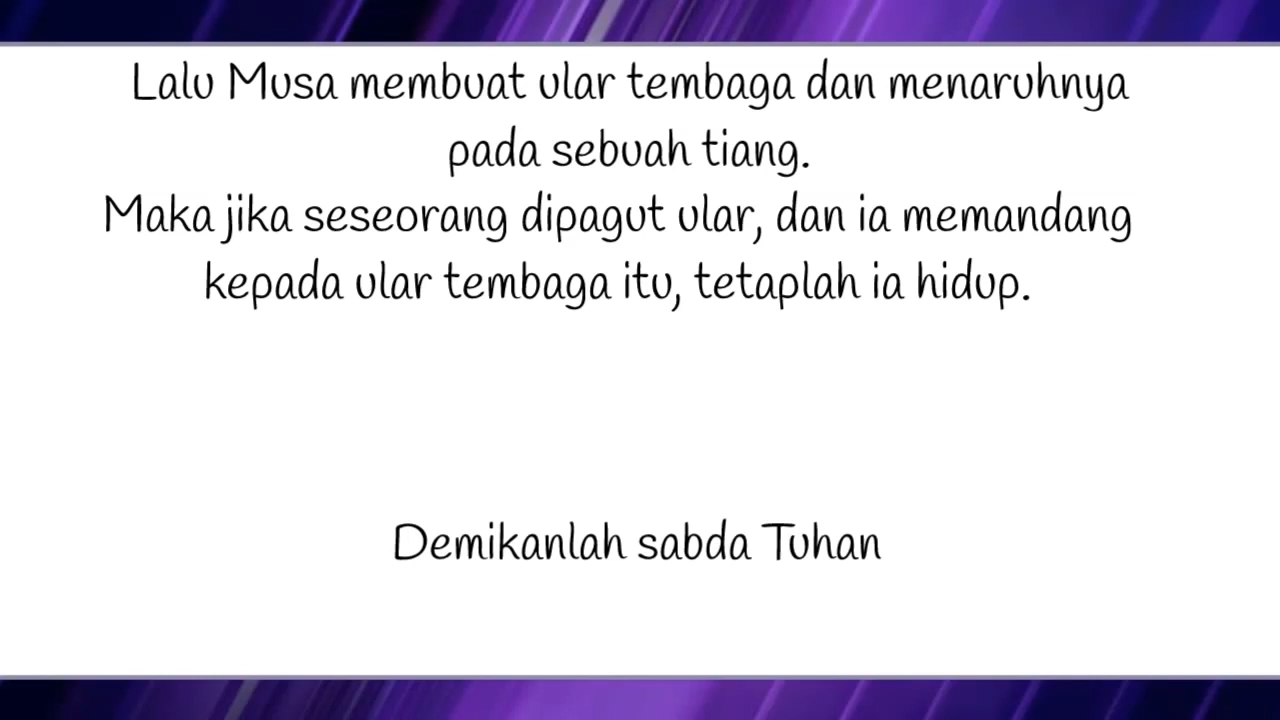 Lalu Musa membuat ular tembaga dan menaruhnya
pada sebuah tiang.
Maka jika seseorang dipagut ular, dan ia memandang
kepada ular tembaga itu, tetaplah ia hidup.
Demikanlah sabda Tuhan